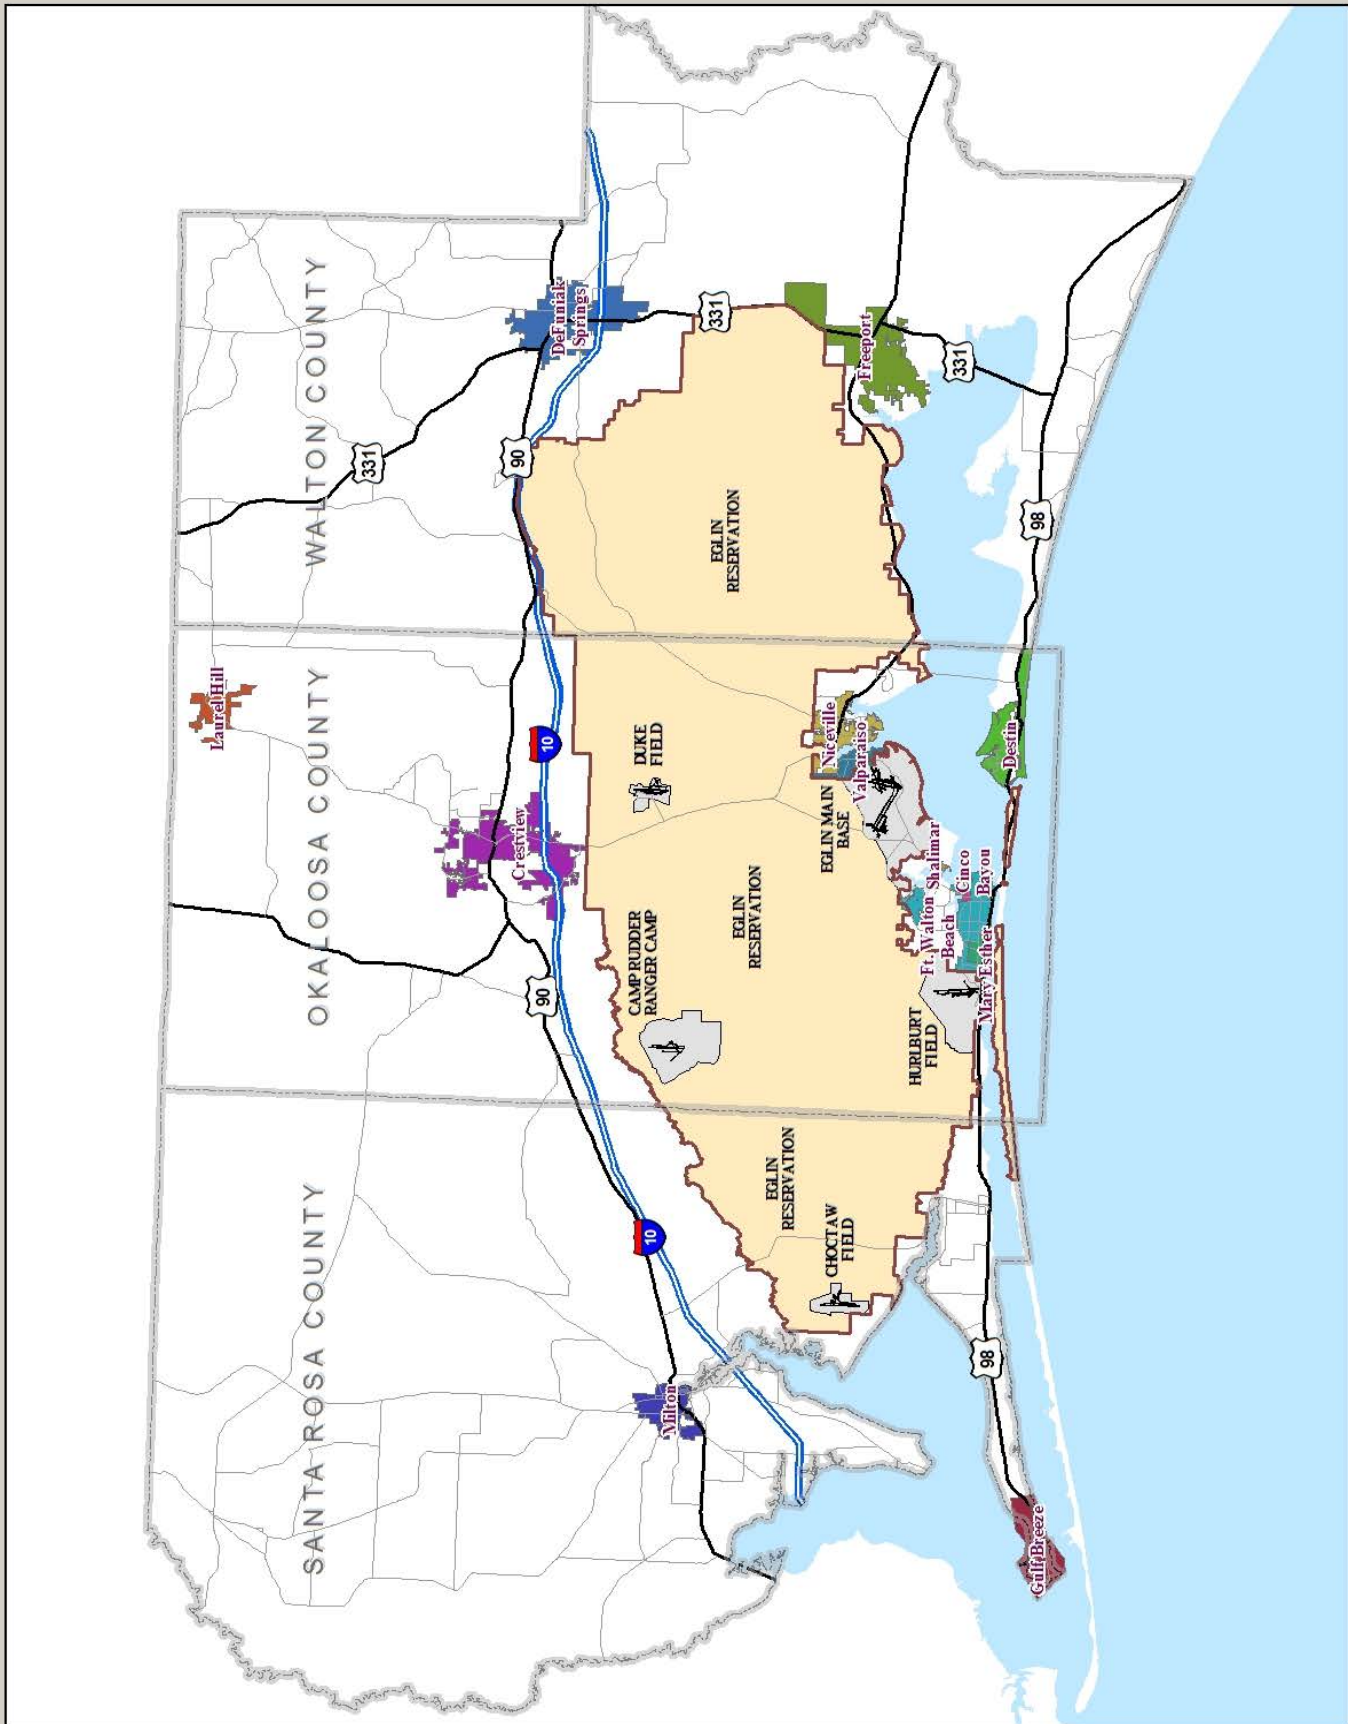 SANTA ROSA COUNTY
OKALOOSA COUNTY
WALTON COUNTY
Laurel Hill
Crestview
DeFuniak
Springs
331
90
10
90
10
331
Milton
CAMP RUDDER
RANGER CAMP
DUKE
FIELD
EGLIN
RESERVATION
EGLIN
RESERVATION
EGLIN
RESERVATION
CHOCTAW
FIELD
EGLIN MAIN
BASE
Niceville
Valparaiso
Freeport
331
HURLBURT
FIELD
Ft. Walton
Beach
Shalimar
Cinco
Bayou
Mary Esther
Destin
98
98
Gulf Breeze